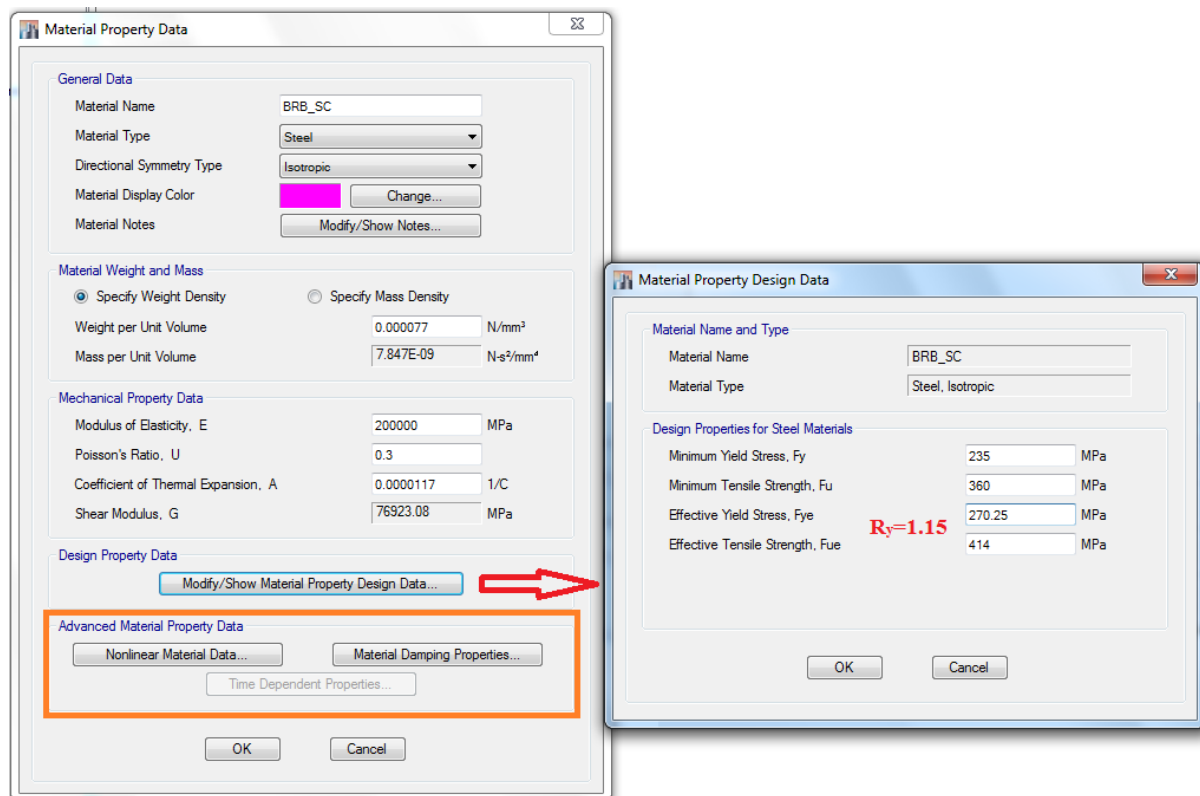 Material Property Data
General Data
Material Name BRB_SC
Material Type Steel
Directional Symmetry Type Isotropic
Material Display Color Change...
Material Notes Modify/Show Notes...
Material Weight and Mass
Specify Weight Density Specify Mass Density
Weight per Unit Volume 0.000077 N/mm³
Mass per Unit Volume 7.847E-09 N-s²/mm⁴
Mechanical Property Data
Modulus of Elasticity, E 200000 MPa
Poisson's Ratio, U 0.3
Coefficient of Thermal Expansion, A 0.0000117 1/C
Shear Modulus, G 76923.08 MPa
Design Property Data
Modify/Show Material Property Design Data...
Advanced Material Property Data
Nonlinear Material Data... Material Damping Properties...
Time Dependent Properties...
OK Cancel
Material Property Design Data
Material Name and Type
Material Name BRB_SC
Material Type Steel, Isotropic
Design Properties for Steel Materials
Minimum Yield Stress, Fy 235 MPa
Minimum Tensile Strength, Fu 360 MPa
Effective Yield Stress, Fye 270.25 MPa
Ry=1.15
Effective Tensile Strength, Fue 414 MPa
OK Cancel